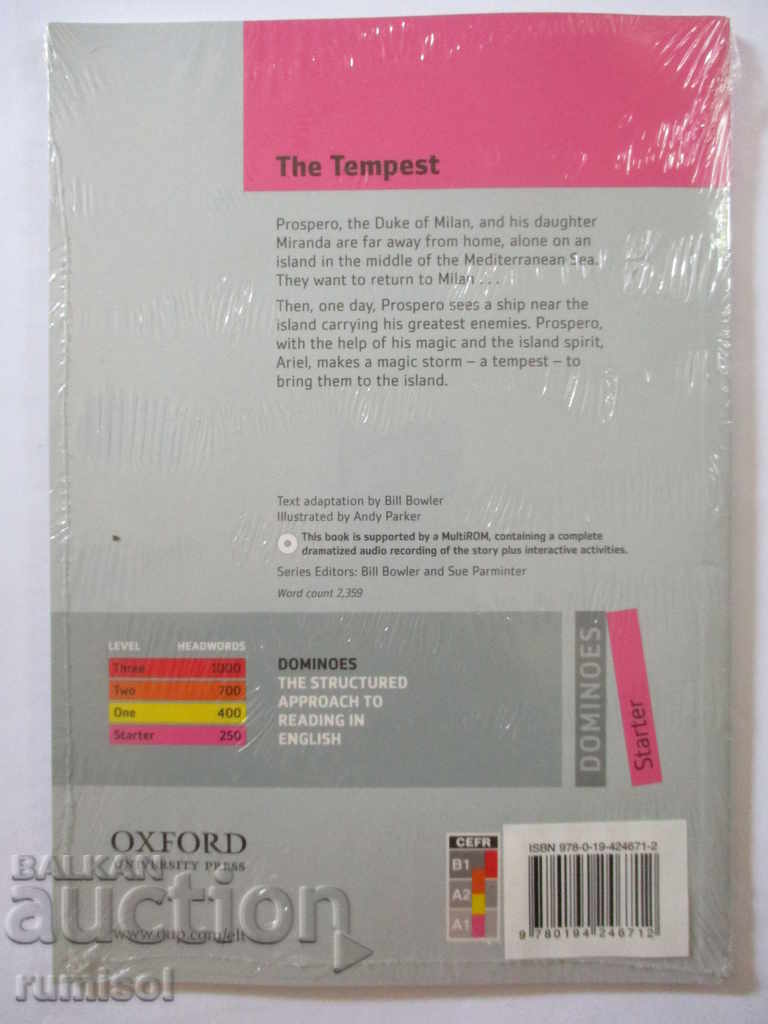 The Tempest
Prospero, the Duke of Milan, and his daughter
Miranda are far away from home, alone on an
island in the middle of the Mediterranean Sea.
They want to return to Milan . . .
Then, one day, Prospero sees a ship near the
island carrying his greatest enemies. Prospero,
with the help of his magic and the island spirit,
Ariel, makes a magic storm – a tempest – to
bring them to the island.
Text adaptation by Bill Bowler
Illustrated by Andy Parker
This book is supported by a MultiROM, containing a complete
dramatized audio recording of the story plus interactive activities.
Series Editors: Bill Bowler and Sue Parminter
Word count 2,359
LEVEL HEADWORDS
Three 1000
Two 700
One 400
Starter 250
DOMINOES
THE STRUCTURED
APPROACH TO
READING IN
ENGLISH
DOMINOES
Starter
OXFORD
UNIVERSITY PRESS
www.oup.com/elt
CEFR
B1
A2
A1
ISBN 978-0-19-424671-2
9 780194 246712
BALKAN
auction
rumisol